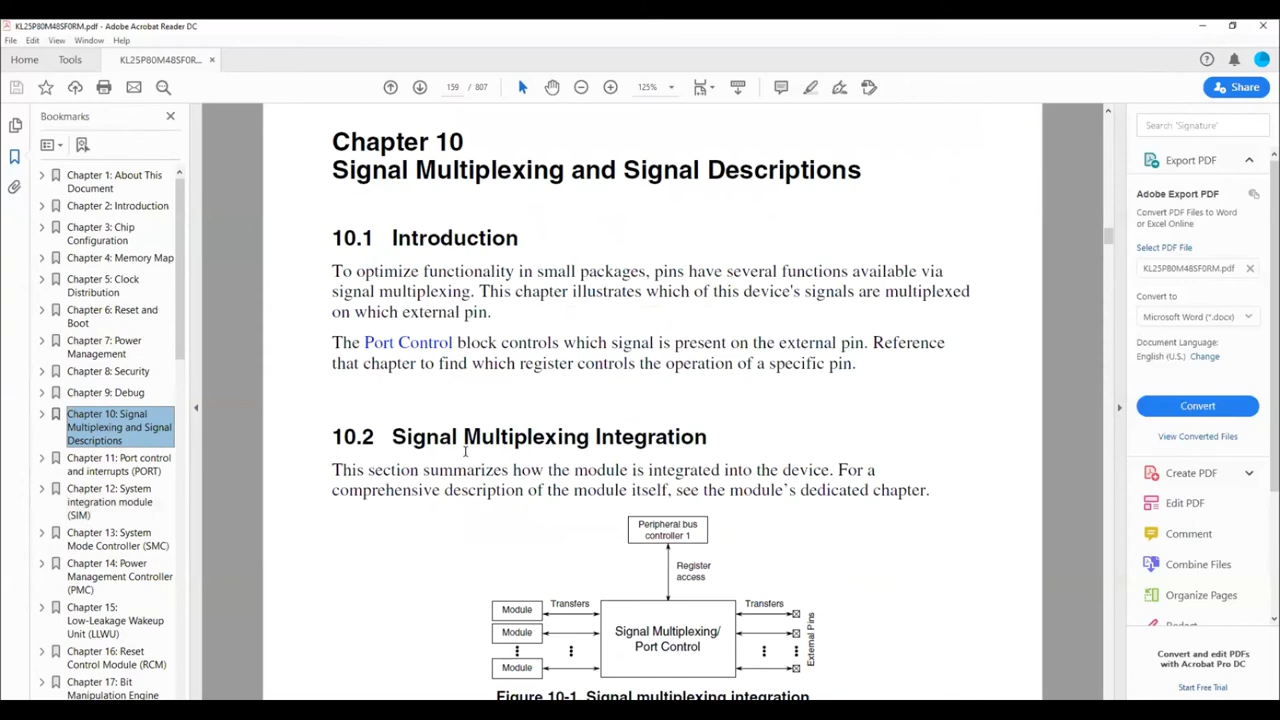 KL25P80M48SF0RM.pdf - Adobe Acrobat Reader DC
File Edit View Window Help
Home Tools KL25P80M48SF0R... ×
159 / 807 125% Share
Bookmarks
Chapter 1: About This
Document
Chapter 2: Introduction
Chapter 3: Chip
Configuration
Chapter 4: Memory Map
Chapter 5: Clock
Distribution
Chapter 6: Reset and
Boot
Chapter 7: Power
Management
Chapter 8: Security
Chapter 9: Debug
Chapter 10: Signal
Multiplexing and Signal
Descriptions
Chapter 11: Port control
and interrupts (PORT)
Chapter 12: System
integration module
(SIM)
Chapter 13: System
Mode Controller (SMC)
Chapter 14: Power
Management Controller
(PMC)
Chapter 15:
Low-Leakage Wakeup
Unit (LLWU)
Chapter 16: Reset
Control Module (RCM)
Chapter 17: Bit
Manipulation Engine
Chapter 10
Signal Multiplexing and Signal Descriptions
10.1 Introduction
To optimize functionality in small packages, pins have several functions available via
signal multiplexing. This chapter illustrates which of this device's signals are multiplexed
on which external pin.
The Port Control block controls which signal is present on the external pin. Reference
that chapter to find which register controls the operation of a specific pin.
10.2 Signal Multiplexing Integration
This section summarizes how the module is integrated into the device. For a
comprehensive description of the module itself, see the module's dedicated chapter.
Peripheral bus
controller 1
Register
access
Transfers Transfers
Module
Module
Module
Signal Multiplexing/
Port Control
External Pins
Figure 10-1. Signal multiplexing integration
Search 'Signature'
Export PDF
Adobe Export PDF
Convert PDF Files to Word
or Excel Online
Select PDF File
KL25P80M48SF0RM.pdf
Convert to
Microsoft Word (*.docx)
Document Language:
English (U.S.) Change
Convert
View Converted Files
Create PDF
Edit PDF
Comment
Combine Files
Organize Pages
Redact
Convert and edit PDFs
with Acrobat Pro DC
Start Free Trial